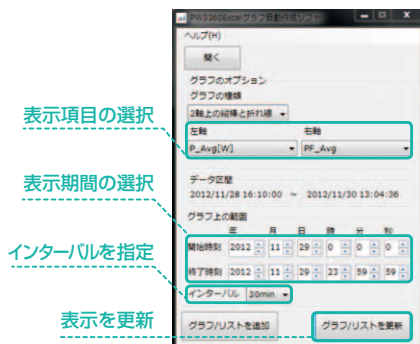 PW3360Excelグラフ自動作成ソフト
ヘルプ(H)
開く
グラフのオプション
グラフの種類
2軸上の縦棒と折れ線
表示項目の選択
左軸 右軸
P_Avg[W] PF_Avg
データ区間
表示期間の選択
2012/11/28 16:10:00 ~ 2012/11/30 13:04:36
グラフ上の範囲
年 月 日 時 分 秒
開始時刻 2012 11 29 0 0 0
インターバルを指定
終了時刻 2012 11 29 23 59 59
インターバル 30min
表示を更新
グラフ/リストを追加 グラフ/リストを更新